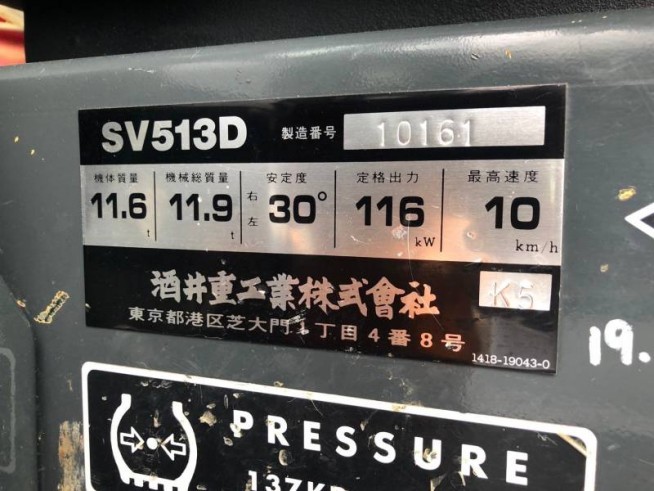 SV513D 製造番号 10161
機体質量 機械総質量 安定度 定格出力 最高速度
11.6 t 11.9 t 右 左 30° 116 kW 10 km/h
酒井重工業株式會社 K5
東京都港区芝大門1丁目4番8号
1418-19043-0
19.
PRESSURE